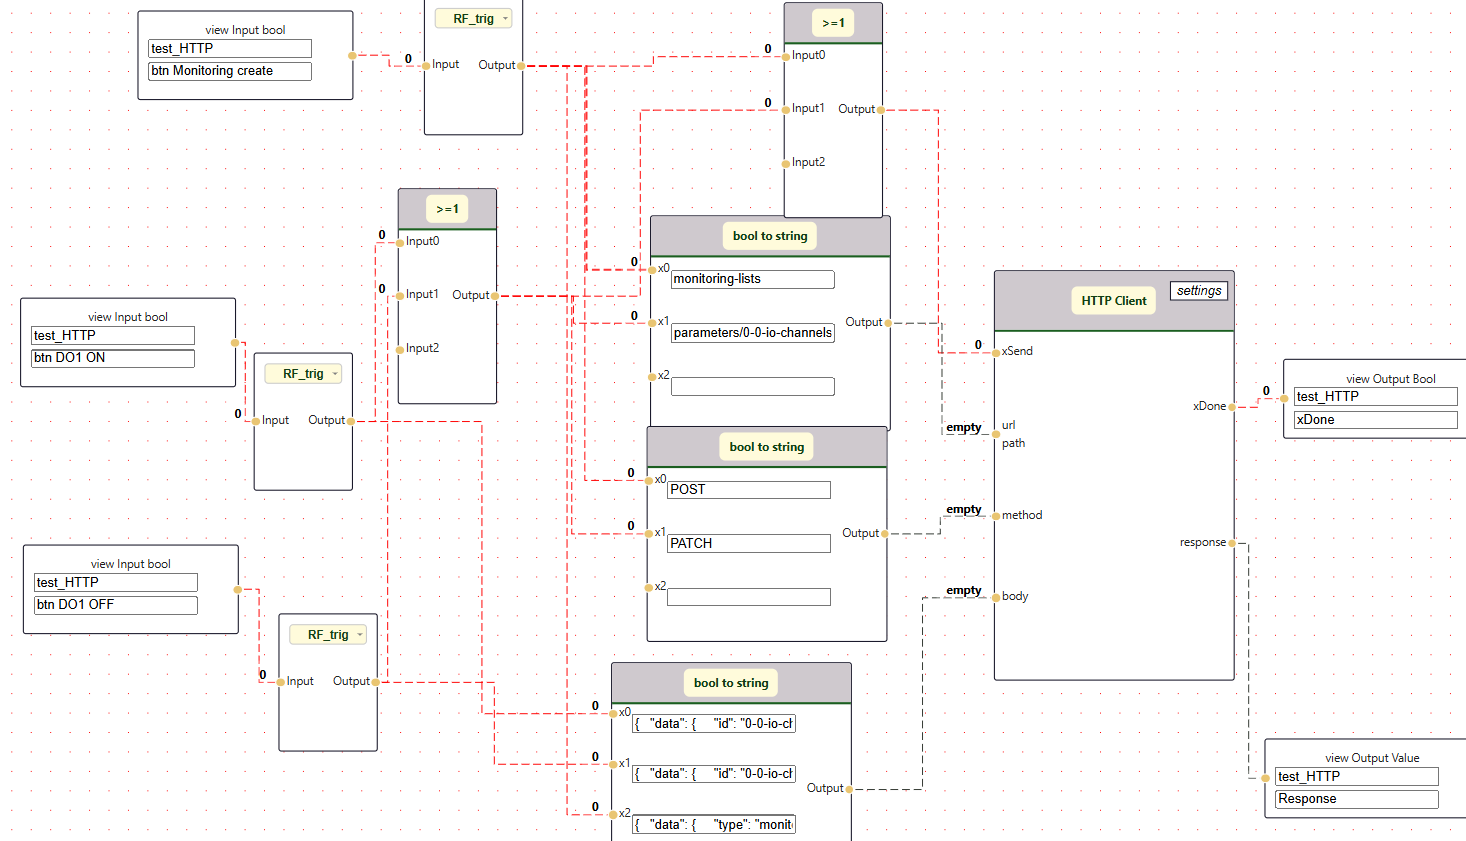 view Input bool
test_HTTP
btn Monitoring create
0
RF_trig
Input
Output
>=1
0
Input0
0
Input1
Output
Input2
>=1
0
Input0
0
Input1
Output
Input2
bool to string
0
x0
monitoring-lists
0
x1
parameters/0-0-io-channels
Output
x2
view Input bool
test_HTTP
btn DO1 ON
RF_trig
0
Input
Output
HTTP Client
settings
0
xSend
xDone
empty
url
path
empty
method
response
empty
body
0
view Output Bool
test_HTTP
xDone
bool to string
0
x0
POST
0
x1
PATCH
Output
x2
view Input bool
test_HTTP
btn DO1 OFF
RF_trig
0
Input
Output
bool to string
0
x0
{ "data": { "id": "0-0-io-ch
0
x1
{ "data": { "id": "0-0-io-ch
Output
0
x2
{ "data": { "type": "monit
view Output Value
test_HTTP
Response